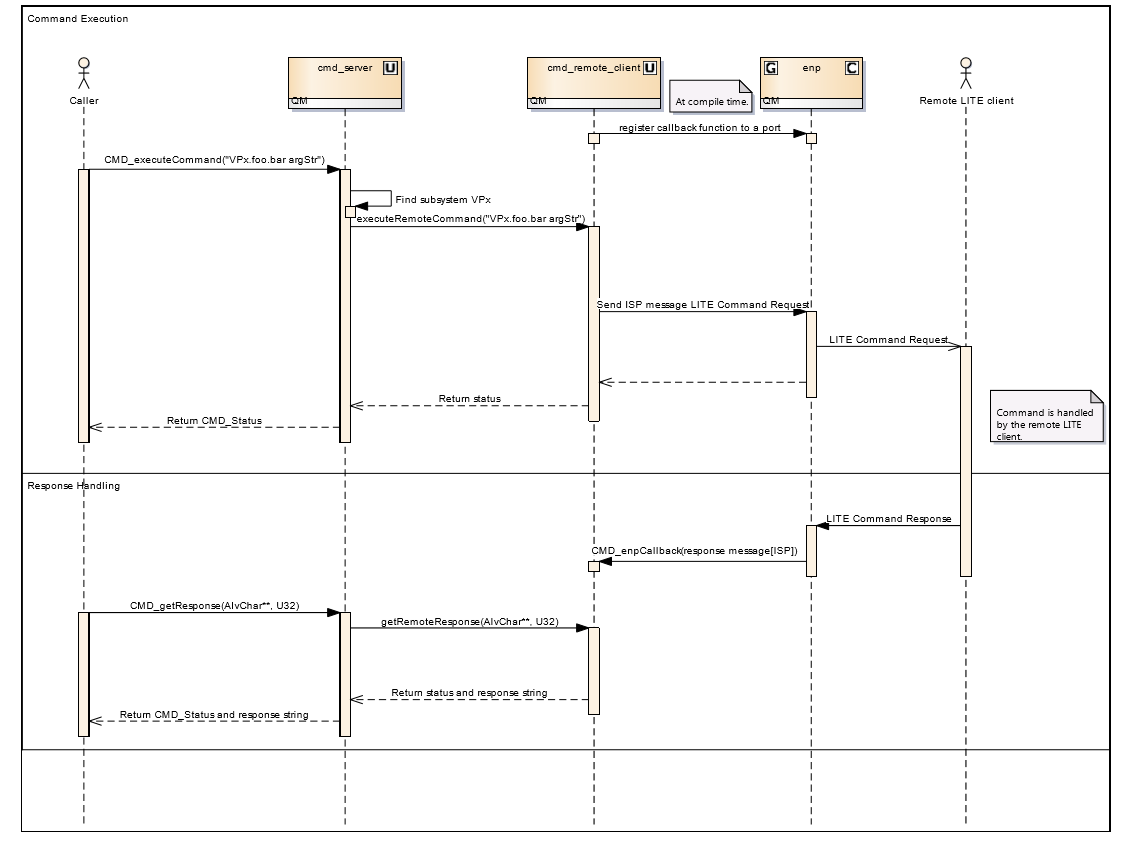 Command Execution
cmd_server U
cmd_remote_client U
G enp C
QM
QM
QM
At compile time.
Caller
Remote LITE client
register callback function to a port
CMD_executeCommand("VPx.foo.bar argStr")
Find subsystem VPx
executeRemoteCommand("VPx.foo.bar argStr")
Send ISP message LITE Command Request
LITE Command Request
Return status
Return CMD_Status
Command is handled
by the remote LITE
client.
Response Handling
LITE Command Response
CMD_enpCallback(response message[ISP])
CMD_getResponse(AlvChar**, U32)
getRemoteResponse(AlvChar**, U32)
Return status and response string
Return CMD_Status and response string